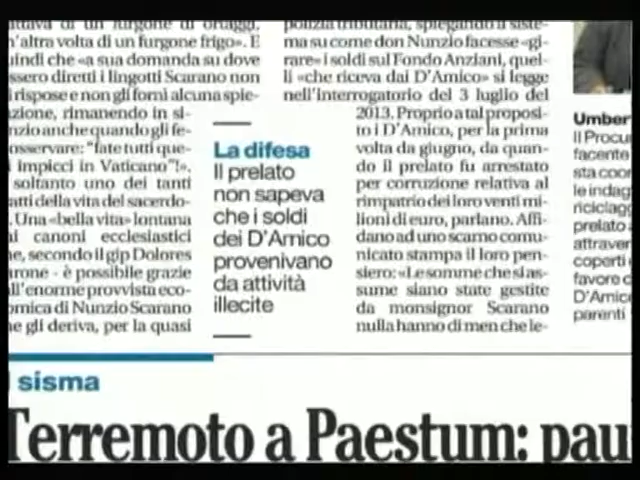 ttava di un furgone di ortaggi,
n'altra volta di un furgone frigo». E
uindi che «a sua domanda su dove
ssero diretti i lingotti Scarano non
i rispose e non gli fornì alcuna spie-
zione, rimanendo in si-
nzio anche quando gli fe-
osservare: "fate tutti que-
i impicci in Vaticano"!».
soltanto uno dei tanti
atti della vita del sacerdo-
. Una «bella vita» lontana
ai canoni ecclesiastici
e, secondo il gip Dolores
rone - è possibile grazie
ll'enorme provvista eco-
omica di Nunzio Scarano
e gli deriva, per la quasi
La difesa
Il prelato
non sapeva
che i soldi
dei D'Amico
provenivano
da attività
illecite
polizia tributaria, spiegando a siste-
ma su come don Nunzio facesse «gi-
rare» i soldi sul Fondo Anziani, quel-
li «che riceva dai D'Amico» si legge
nell'interrogatorio del 3 luglio del
2013. Proprio a tal proposi-
to i D'Amico, per la prima
volta da giugno, da quan-
do il prelato fu arrestato
per corruzione relativa al
rimpatrio dei loro venti mi-
lioni di euro, parlano. Affi-
dano ad uno scarno comu-
nicato stampa il loro pen-
siero: «Le somme che si as-
sume siano state gestite
da monsignor Scarano
nulla hanno di men che le-
Umber
Il Procu
facente
sta coor
le indag
riciclagg
prelato a
attraver
coperti
favore d
D'Amico
parenti
l sisma
Terremoto a Paestum: pau